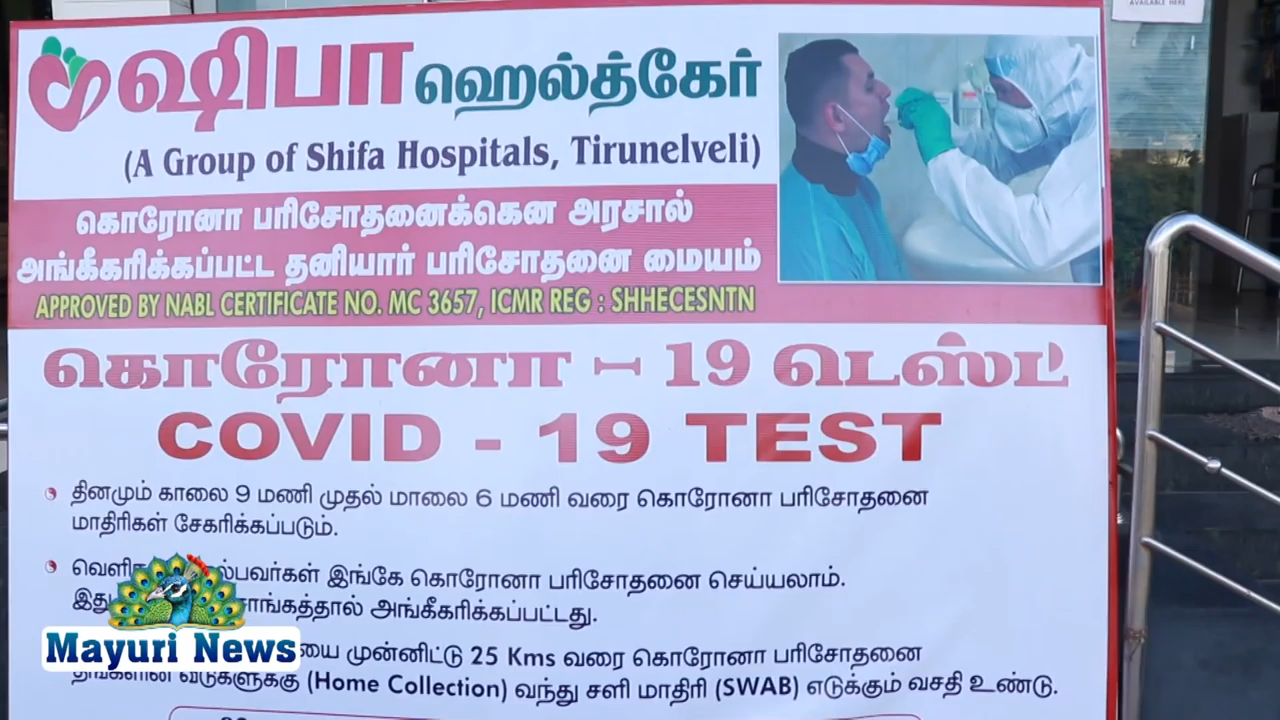 AVAILABLE HERE
ஷிபா ஹெல்த்கேர்
(A Group of Shifa Hospitals, Tirunelveli)
கொரோனா பரிசோதனைக்கென அரசால்
அங்கீகரிக்கப்பட்ட தனியார் பரிசோதனை மையம்
APPROVED BY NABL CERTIFICATE NO. MC 3657, ICMR REG : SHHECESNTN
கொரோனா - 19 டெஸ்ட்
COVID - 19 TEST
தினமும் காலை 9 மணி முதல் மாலை 6 மணி வரை கொரோனா பரிசோதனை
மாதிரிகள் சேகரிக்கப்படும்.
இங்கே கொரோனா பரிசோதனை செய்யலாம்.
அங்கீகரிக்கப்பட்டது.
முன்னிட்டு 25 Kms வரை கொரோனா பரிசோதனை
(Home Collection) வந்து சளி மாதிரி (SWAB) எடுக்கும் வசதி உண்டு.
Mayuri News